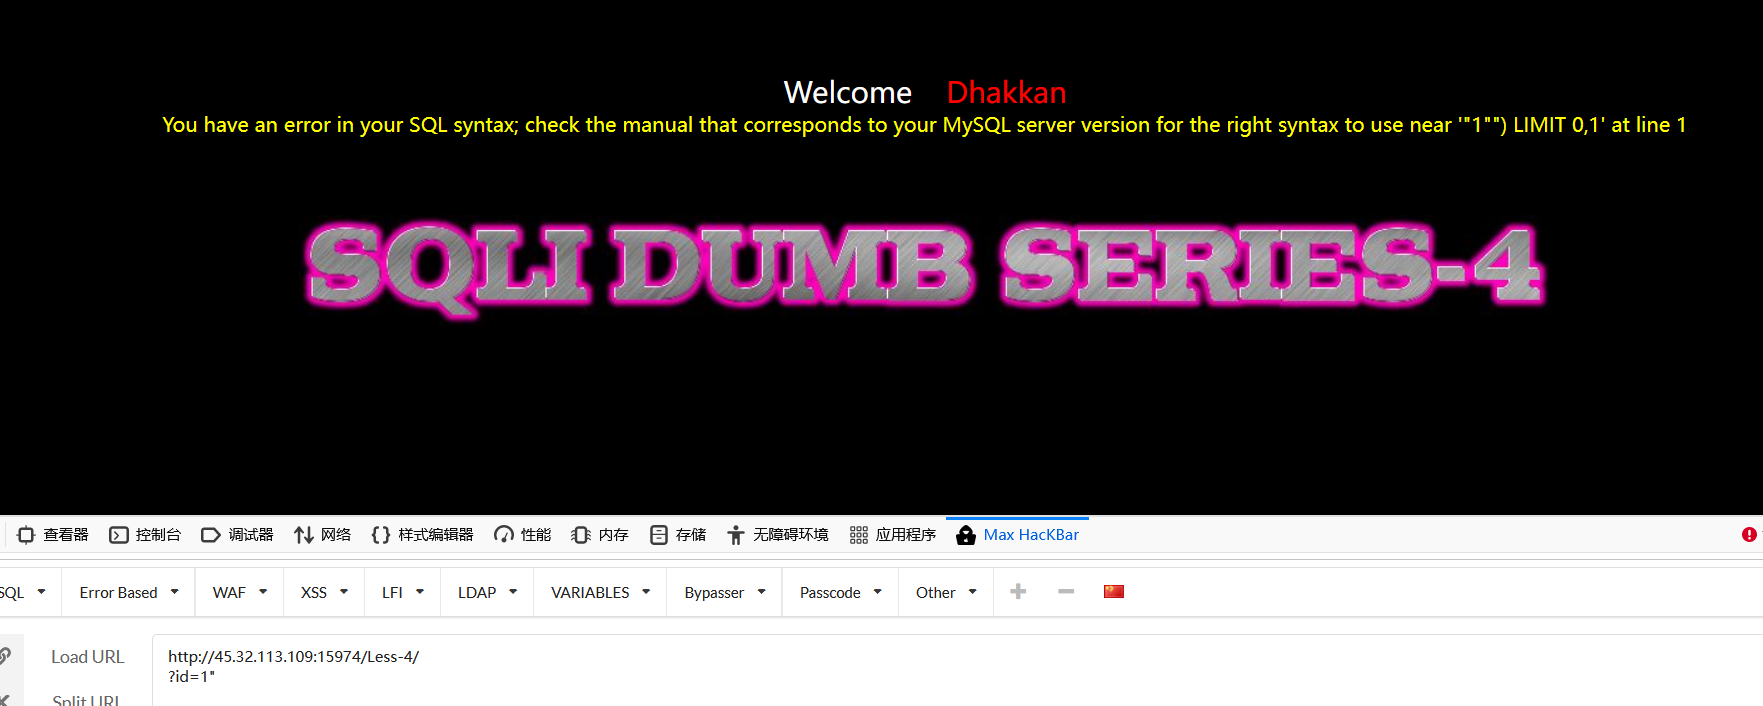 Welcome Dhakkan
You have an error in your SQL syntax; check the manual that corresponds to your MySQL server version for the right syntax to use near '"1"") LIMIT 0,1' at line 1
SQLI DUMB SERIES-4
查看器 控制台 调试器 网络 样式编辑器 性能 内存 存储 无障碍环境 应用程序 Max HacKBar
SQL Error Based WAF XSS LFI LDAP VARIABLES Bypasser Passcode Other
Load URL http://45.32.113.109:15974/Less-4/
?id=1"
Split URL